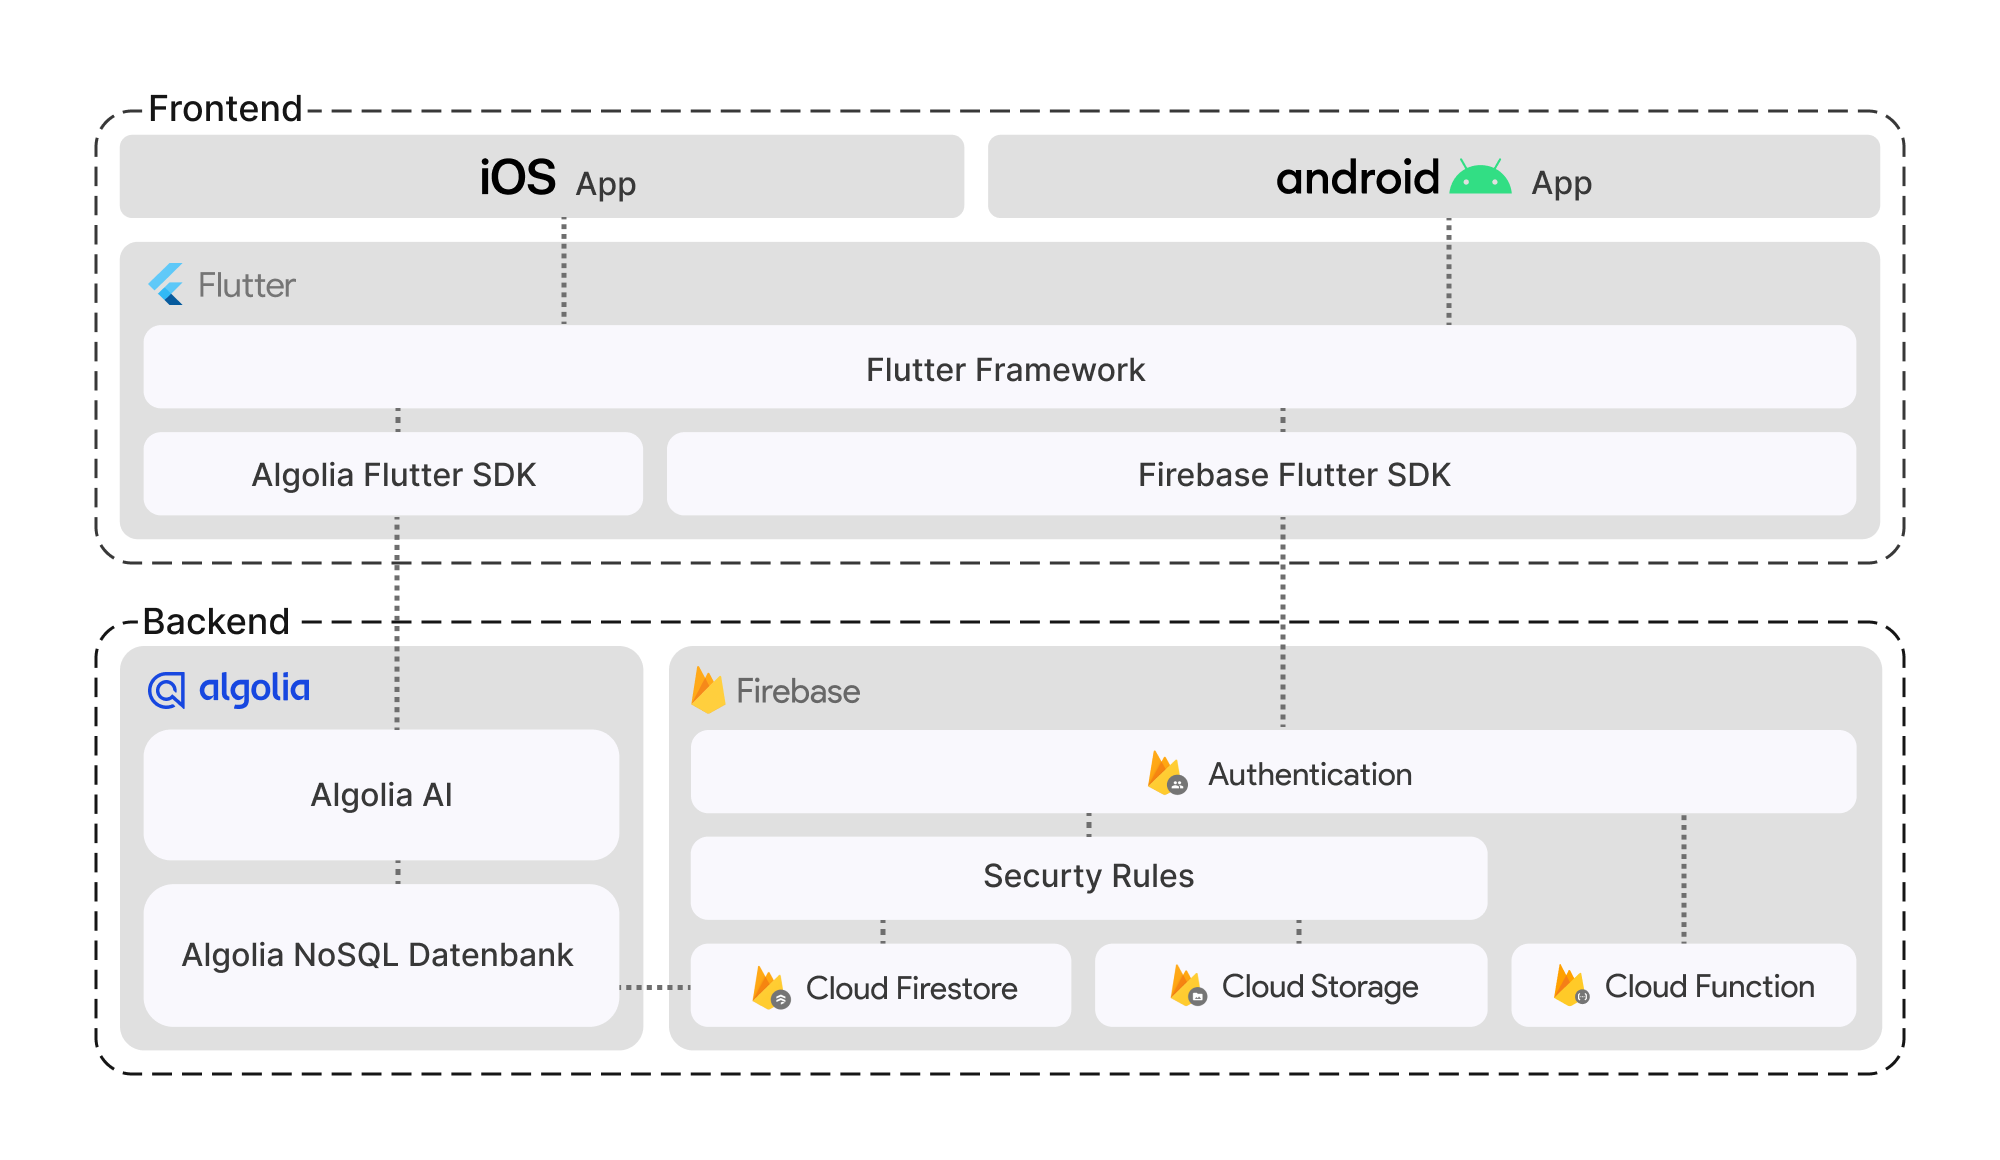 Frontend
iOS App
android App
Flutter
Flutter Framework
Algolia Flutter SDK
Firebase Flutter SDK
Backend
algolia
Firebase
Algolia AI
Authentication
Securty Rules
Algolia NoSQL Datenbank
Cloud Firestore
Cloud Storage
Cloud Function